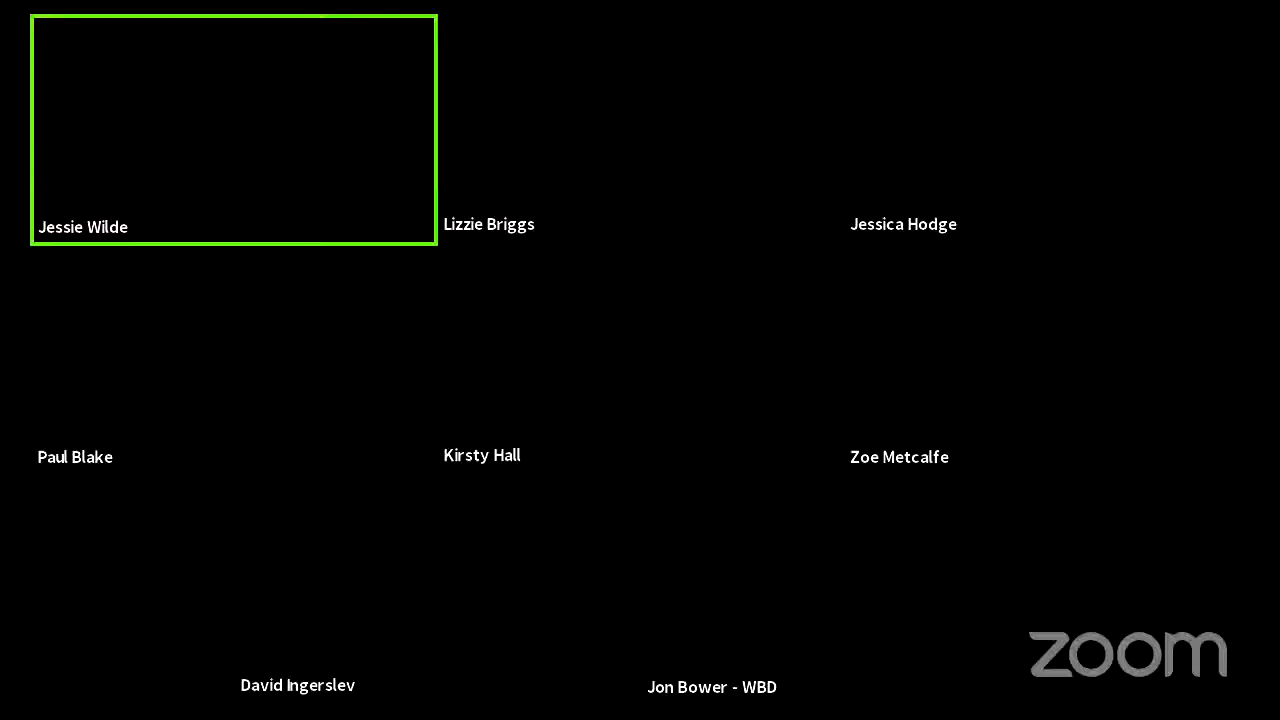 Jessie Wilde
Lizzie Briggs
Jessica Hodge
Paul Blake
Kirsty Hall
Zoe Metcalfe
David Ingerslev
Jon Bower - WBD
zoom